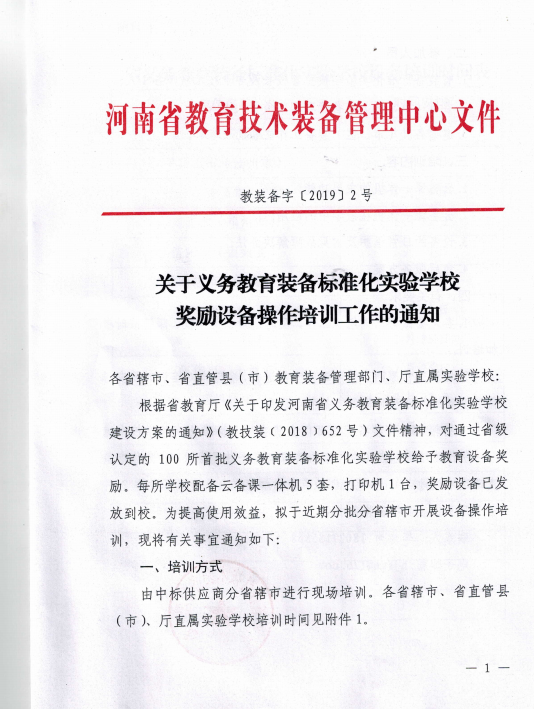 河南省教育技术装备管理中心文件
教装备字〔2019〕2号
关于义务教育装备标准化实验学校
奖励设备操作培训工作的通知
各省辖市、省直管县（市）教育装备管理部门、厅直属实验学校：
根据省教育厅《关于印发河南省义务教育装备标准化实验学校
建设方案的通知》（教技装〔2018〕652号）文件精神，对通过省级
认定的 100 所首批义务教育装备标准化实验学校给予教育设备奖
励。每所学校配备云备课一体机5套，打印机1台，奖励设备已发
放到校。为提高使用效益，拟于近期分批分省辖市开展设备操作培
训，现将有关事宜通知如下：
一、培训方式
由中标供应商分省辖市进行现场培训。各省辖市、省直管县
（市）、厅直属实验学校培训时间见附件1。
— 1 —